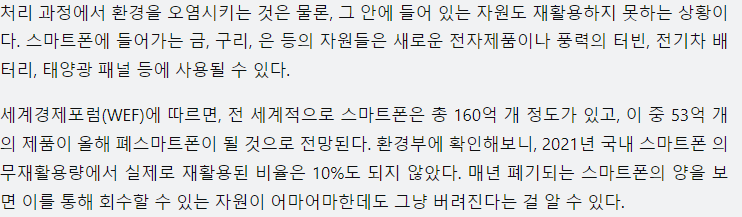 처리 과정에서 환경을 오염시키는 것은 물론, 그 안에 들어 있는 자원도 재활용하지 못하는 상황이
다. 스마트폰에 들어가는 금, 구리, 은 등의 자원들은 새로운 전자제품이나 풍력의 터빈, 전기차 배
터리, 태양광 패널 등에 사용될 수 있다.
세계경제포럼(WEF)에 따르면, 전 세계적으로 스마트폰은 총 160억 개 정도가 있고, 이 중 53억 개
의 제품이 올해 폐스마트폰이 될 것으로 전망된다. 환경부에 확인해보니, 2021년 국내 스마트폰 의
무재활용량에서 실제로 재활용된 비율은 10%도 되지 않았다. 매년 폐기되는 스마트폰의 양을 보
면 이를 통해 회수할 수 있는 자원이 어마어마한데도 그냥 버려진다는 걸 알 수 있다.